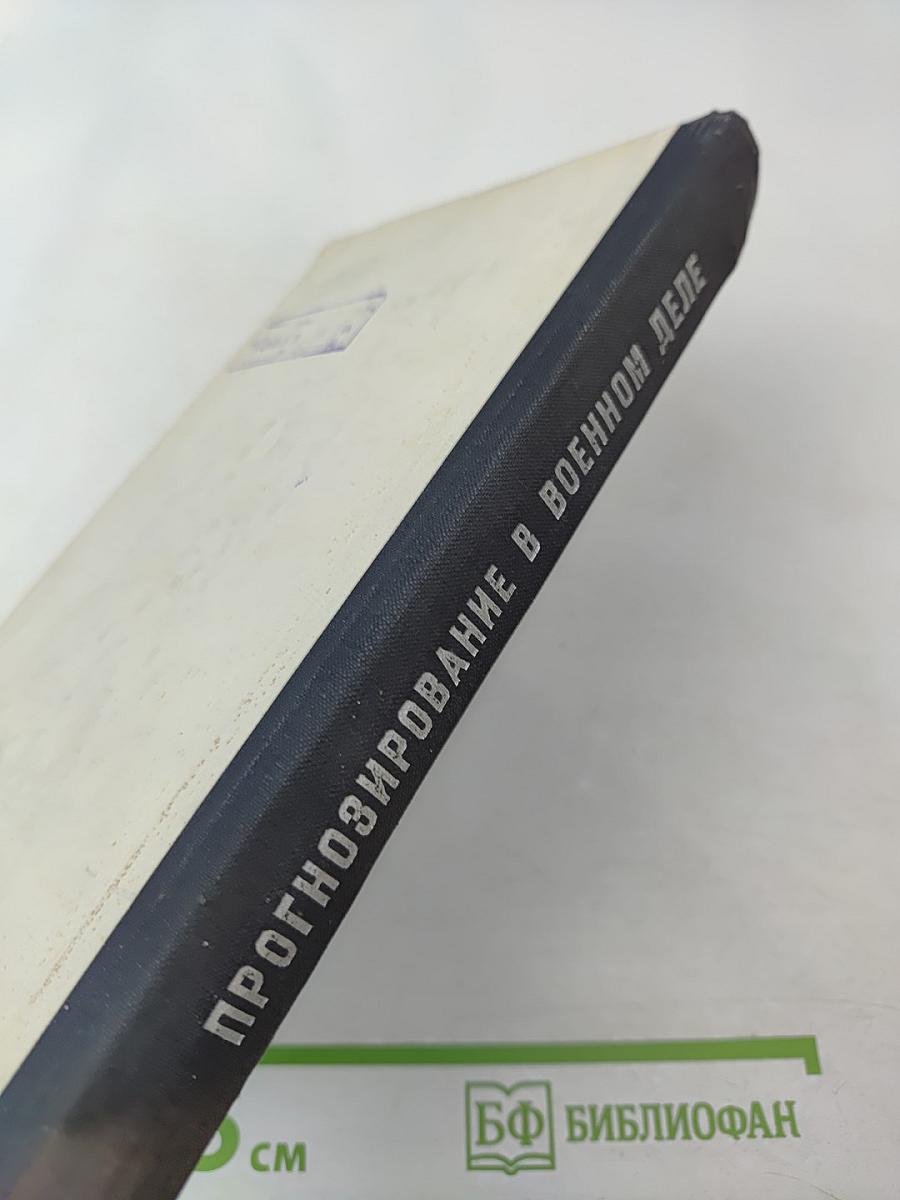 ПРОГНОЗИРОВАНИЕ В ВОЕННОМ ДЕЛЕ
см
БФ БИБЛИОФАН